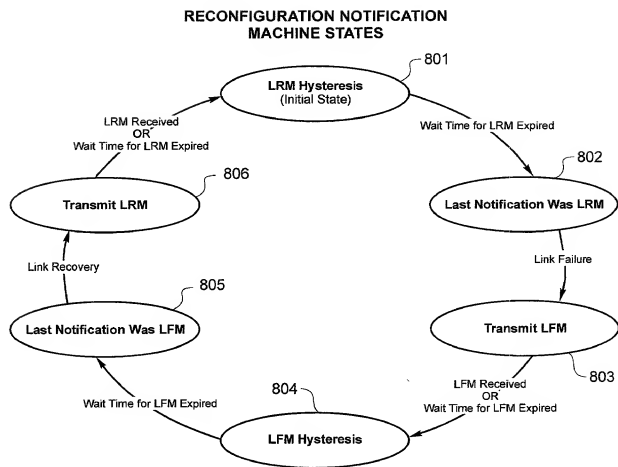 RECONFIGURATION NOTIFICATION
MACHINE STATES
801
LRM Hysteresis
(Initial State)
LRM Received
OR
Wait Time for LRM Expired
Wait Time for LRM Expired
802
806
Transmit LRM
Last Notification Was LRM
Link Recovery
Link Failure
805
Last Notification Was LFM
Transmit LFM
803
804
LFM Received
OR
Wait Time for LFM Expired
Wait Time for LFM Expired
LFM Hysteresis